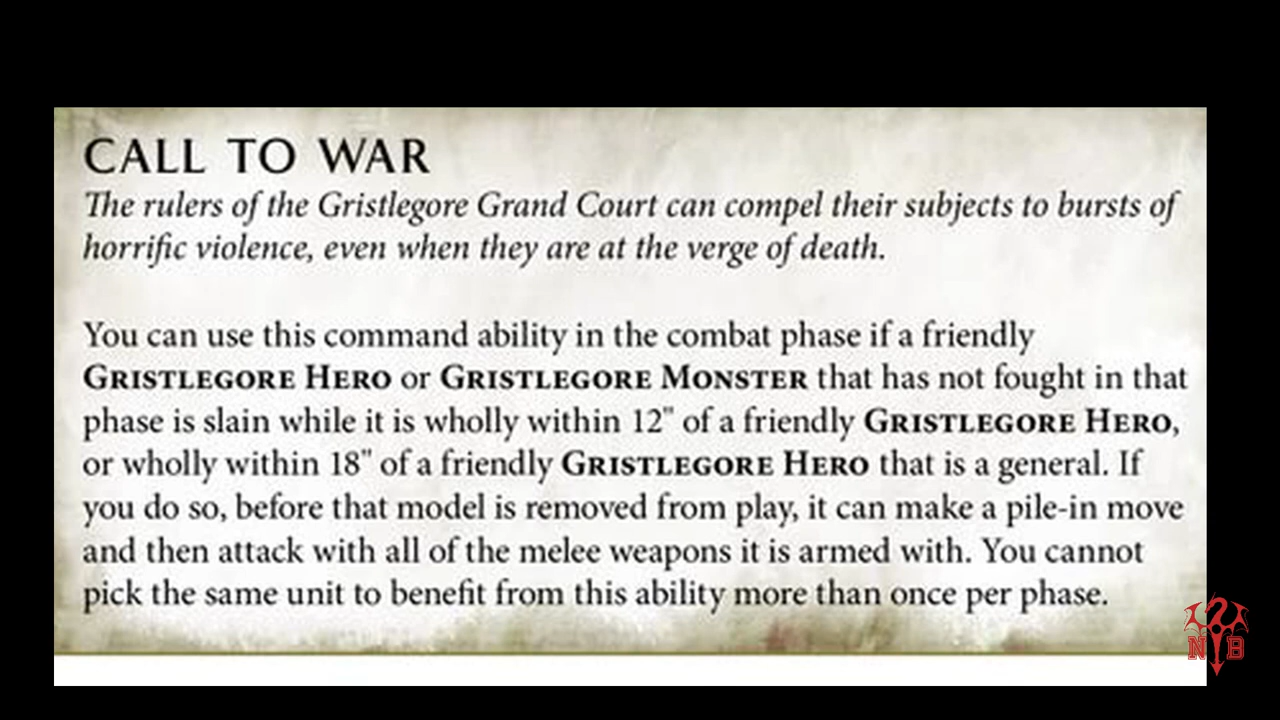 CALL TO WAR
The rulers of the Gristlegore Grand Court can compel their subjects to bursts of
horrific violence, even when they are at the verge of death.
You can use this command ability in the combat phase if a friendly
GRISTLEGORE HERO or GRISTLEGORE MONSTER that has not fought in that
phase is slain while it is wholly within 12" of a friendly GRISTLEGORE HERO,
or wholly within 18" of a friendly GRISTLEGORE HERO that is a general. If
you do so, before that model is removed from play, it can make a pile-in move
and then attack with all of the melee weapons it is armed with. You cannot
pick the same unit to benefit from this ability more than once per phase.
N B